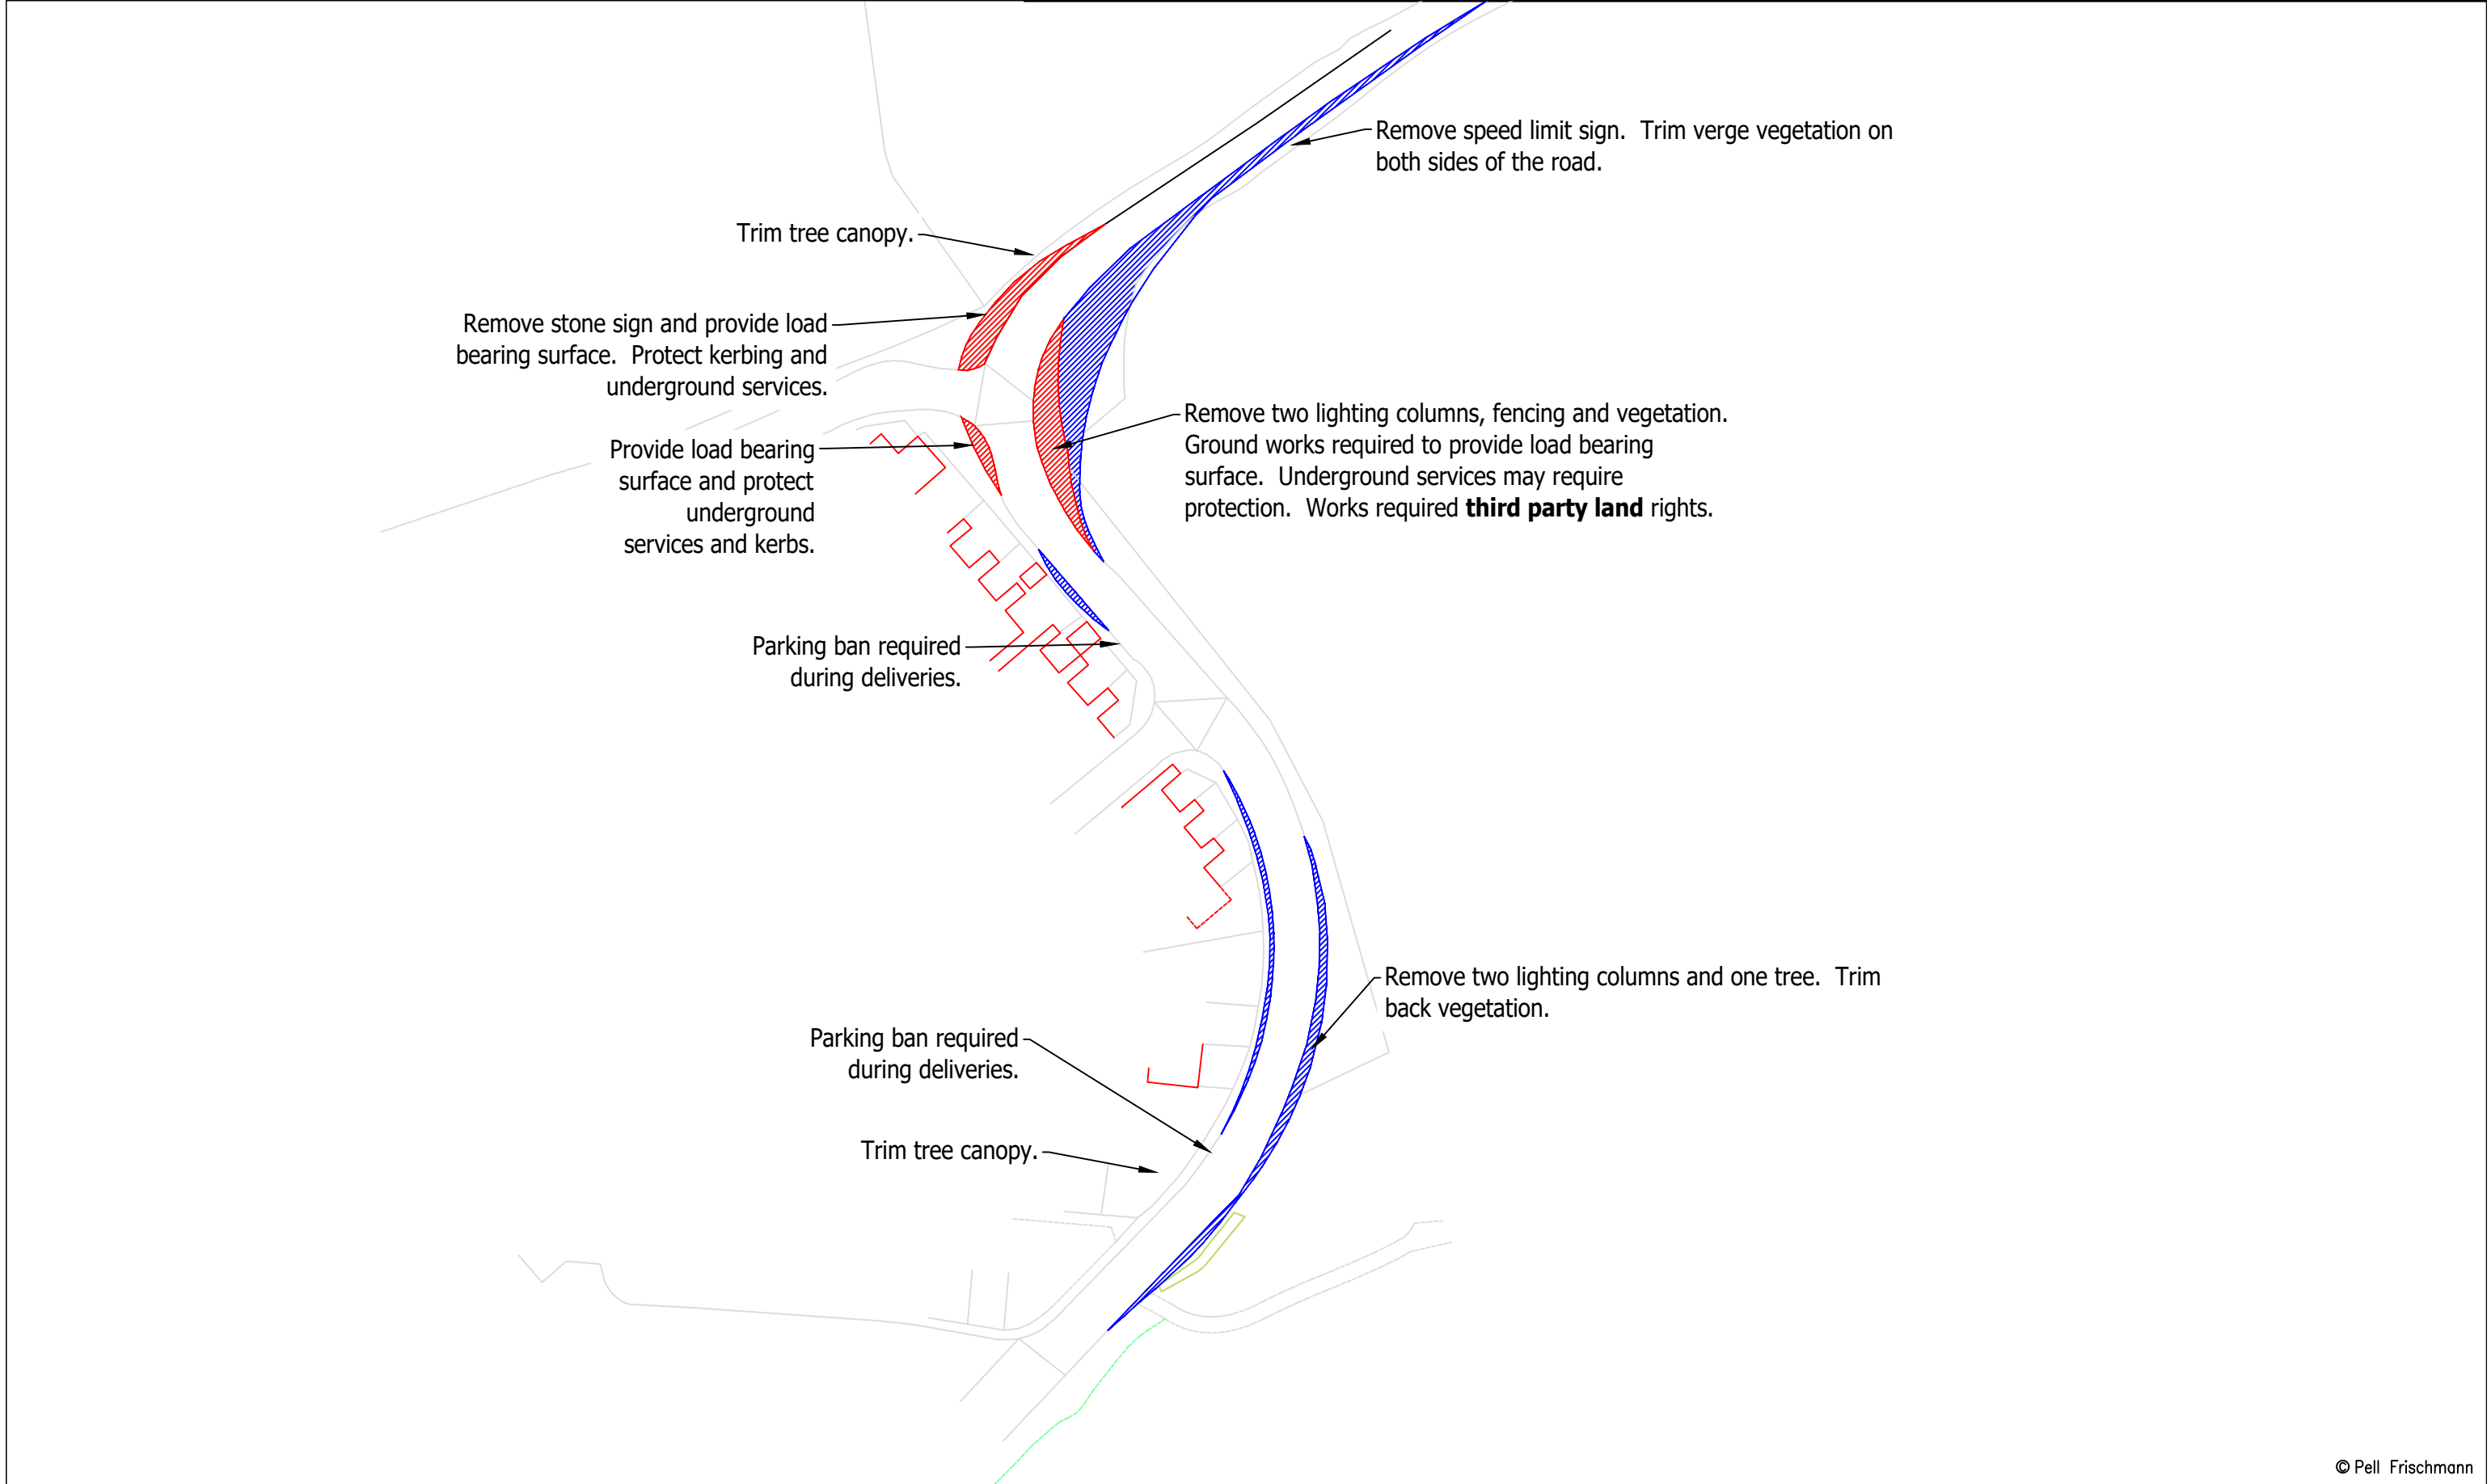 Remove speed limit sign.  Trim verge vegetation on
both sides of the road.
Trim tree canopy.
Remove stone sign and provide load
bearing surface.  Protect kerbing and
underground services.
Remove two lighting columns, fencing and vegetation.
Ground works required to provide load bearing
surface.  Underground services may require
protection.  Works required third party land rights.
Provide load bearing
surface and protect
underground
services and kerbs.
Parking ban required
during deliveries.
Remove two lighting columns and one tree.  Trim
back vegetation.
Parking ban required
during deliveries.
Trim tree canopy.
© Pell Frischmann